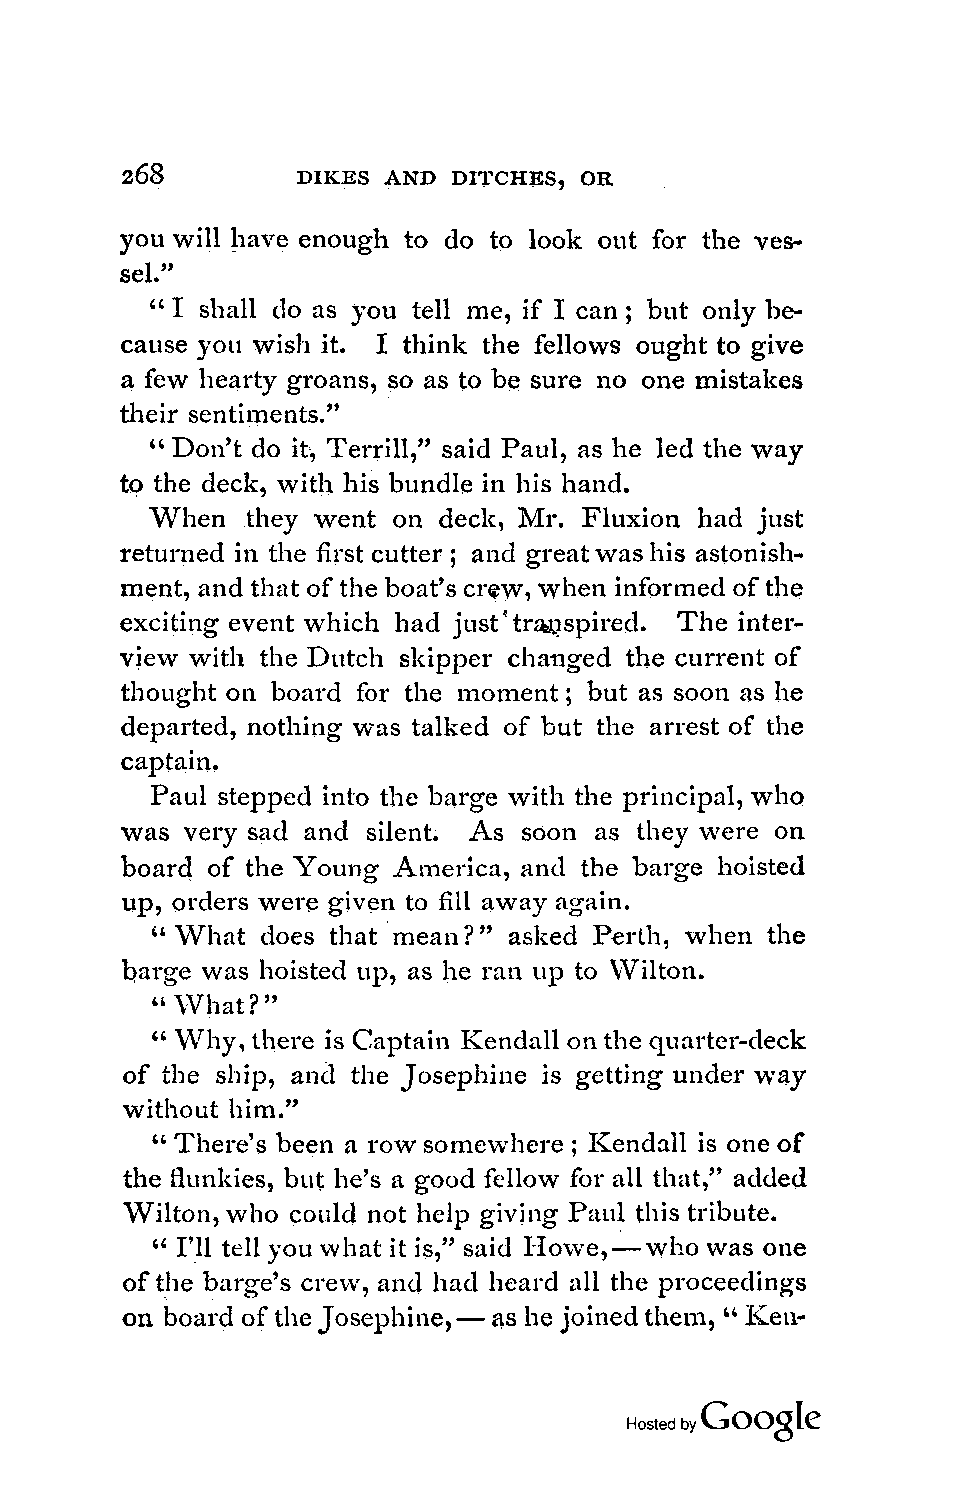 268 DIKES AND DITCHES, OR
you will have enough to do to look out for the ves-
sel."
"I shall do as you tell me, if I can; but only be-
cause you wish it. I think the fellows ought to give
a few hearty groans, so as to be sure no one mistakes
their sentiments."
"Don't do it, Terrill," said Paul, as he led the way
to the deck, with his bundle in his hand.
When they went on deck, Mr. Fluxion had just
returned in the first cutter; and great was his astonish-
ment, and that of the boat's crew, when informed of the
exciting event which had just transpired. The inter-
view with the Dutch skipper changed the current of
thought on board for the moment; but as soon as he
departed, nothing was talked of but the arrest of the
captain.
Paul stepped into the barge with the principal, who
was very sad and silent. As soon as they were on
board of the Young America, and the barge hoisted
up, orders were given to fill away again.
"What does that mean?" asked Perth, when the
barge was hoisted up, as he ran up to Wilton.
"What?"
"Why, there is Captain Kendall on the quarter-deck
of the ship, and the Josephine is getting under way
without him."
"There's been a row somewhere; Kendall is one of
the flunkies, but he's a good fellow for all that," added
Wilton, who could not help giving Paul this tribute.
"I'll tell you what it is," said Howe,—who was one
of the barge's crew, and had heard all the proceedings
on board of the Josephine,—as he joined them, "Ken-
Hosted by Google